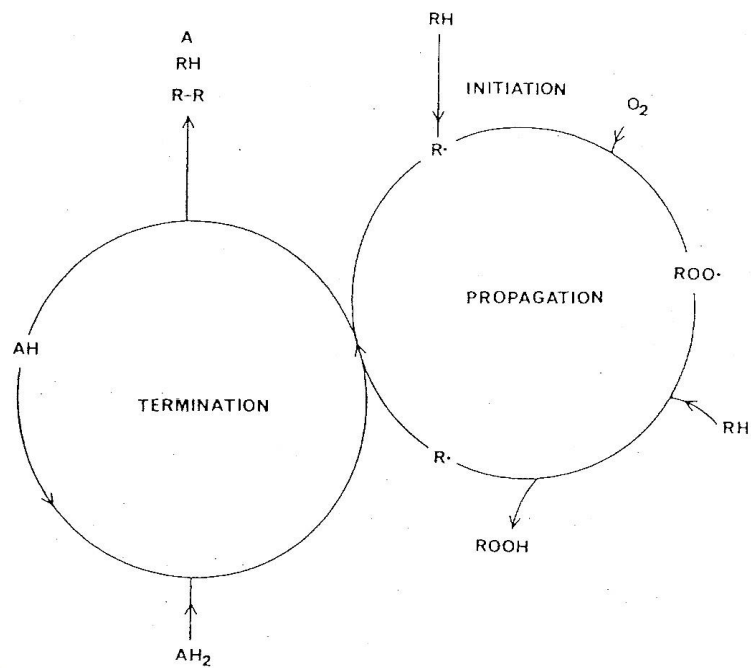 A
RH
R-R
RH
INITIATION
O₂
R·
ROO·
PROPAGATION
AH
TERMINATION
RH
R·
ROOH
AH₂